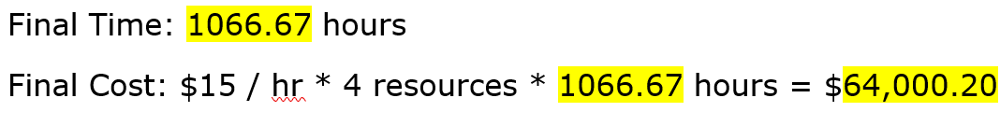 Final Time: 1066.67 hours
Final Cost: $15 / hr * 4 resources * 1066.67 hours = $64,000.20